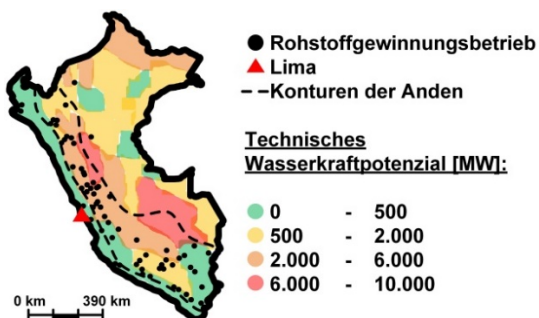 Rohstoffgewinnungsbetrieb
Lima
Konturen der Anden
Technisches
Wasserkraftpotenzial [MW]:
0 - 500
500 - 2.000
2.000 - 6.000
6.000 - 10.000
0 km 390 km